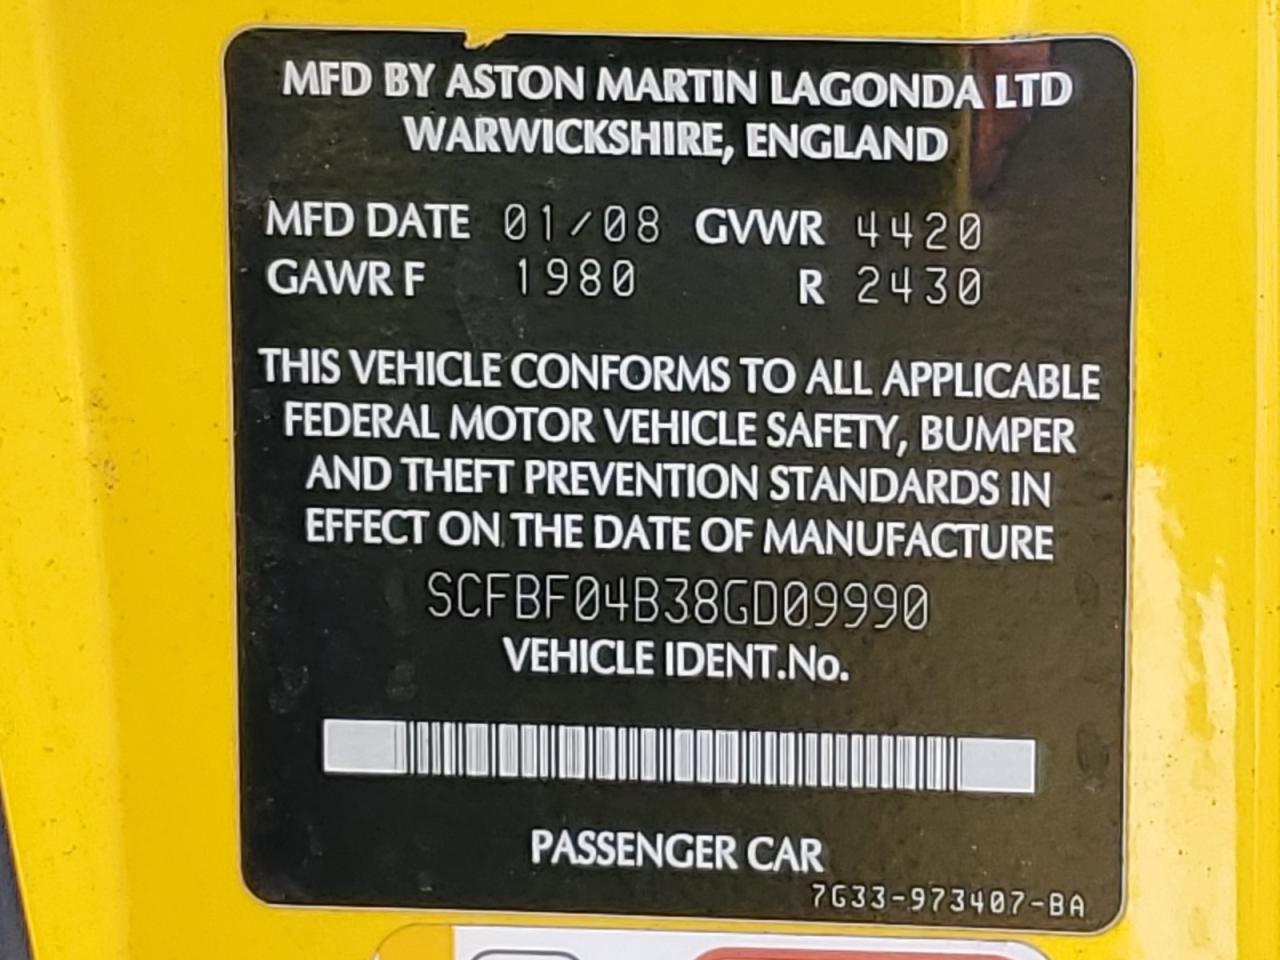 MFD BY ASTON MARTIN LAGONDA LTD
WARWICKSHIRE, ENGLAND
MFD DATE 01/08 GVWR 4420
GAWR F 1980 R 2430
THIS VEHICLE CONFORMS TO ALL APPLICABLE
FEDERAL MOTOR VEHICLE SAFETY, BUMPER
AND THEFT PREVENTION STANDARDS IN
EFFECT ON THE DATE OF MANUFACTURE
SCFBF04B38GD09990
VEHICLE IDENT.No.
PASSENGER CAR
7G33-973407-BA